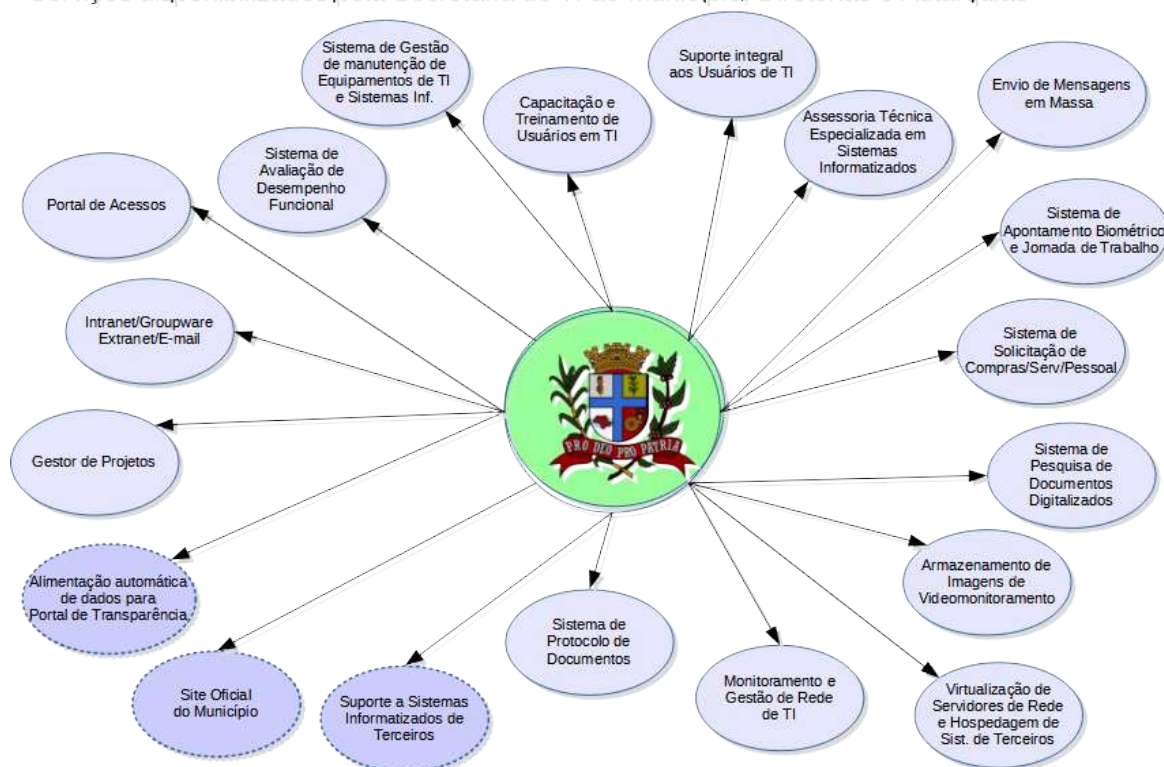 Sistema de Gestão
de manutenção de
Equipamentos de TI
e Sistemas Inf.
Capacitação e
Treinamento de
Usuários em TI
Suporte integral
aos Usuários de TI
Assessoria Técnica
Especializada em
Sistemas
Informatizados
Envio de Mensagens
em Massa
Sistema de
Avaliação de
Desempenho
Funcional
Portal de Acessos
Sistema de
Apontamento Biométrico
e Jornada de Trabalho
Intranet/Groupware
Extranet/E-mail
Sistema de
Solicitação de
Compras/Serv/Pessoal
PRO DEO PRO PATRIA
Gestor de Projetos
Sistema de
Pesquisa de
Documentos
Digitalizados
Alimentação automática
de dados para
Portal de Transparência
Armazenamento de
Imagens de
Videomonitoramento
Sistema de
Protocolo de
Documentos
Site Oficial
do Município
Suporte a Sistemas
Informatizados de
Terceiros
Monitoramento e
Gestão de Rede
de TI
Virtualização de
Servidores de Rede
e Hospedagem de
Sist. de Terceiros